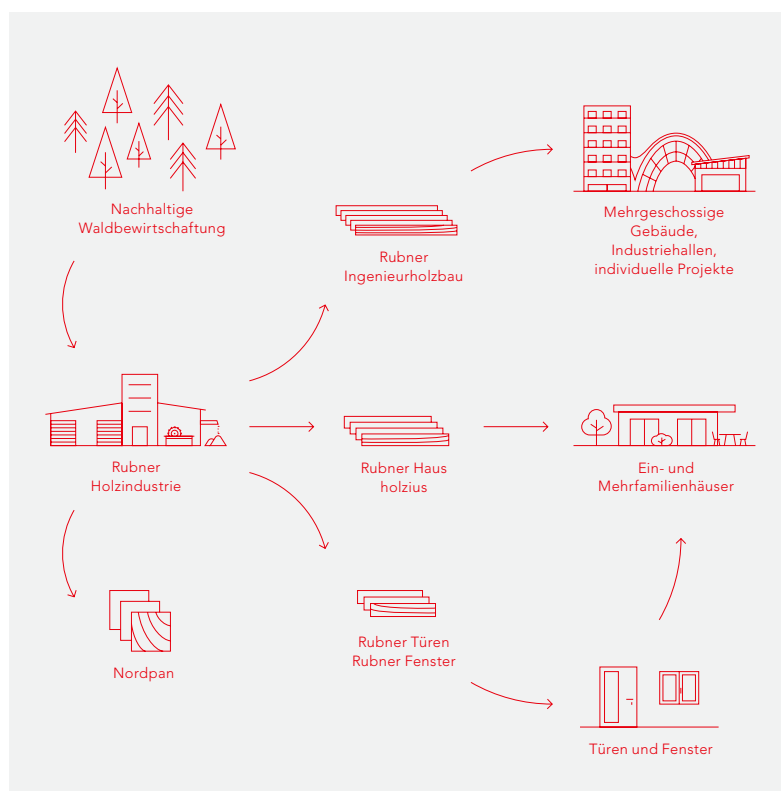 Nachhaltige
Waldbewirtschaftung
Rubner
Ingenieurholzbau
Mehrgeschossige
Gebäude,
Industriehallen,
individuelle Projekte
Rubner
Holzindustrie
Rubner Haus
holzius
Ein- und
Mehrfamilienhäuser
Nordpan
Rubner Türen
Rubner Fenster
Türen und Fenster